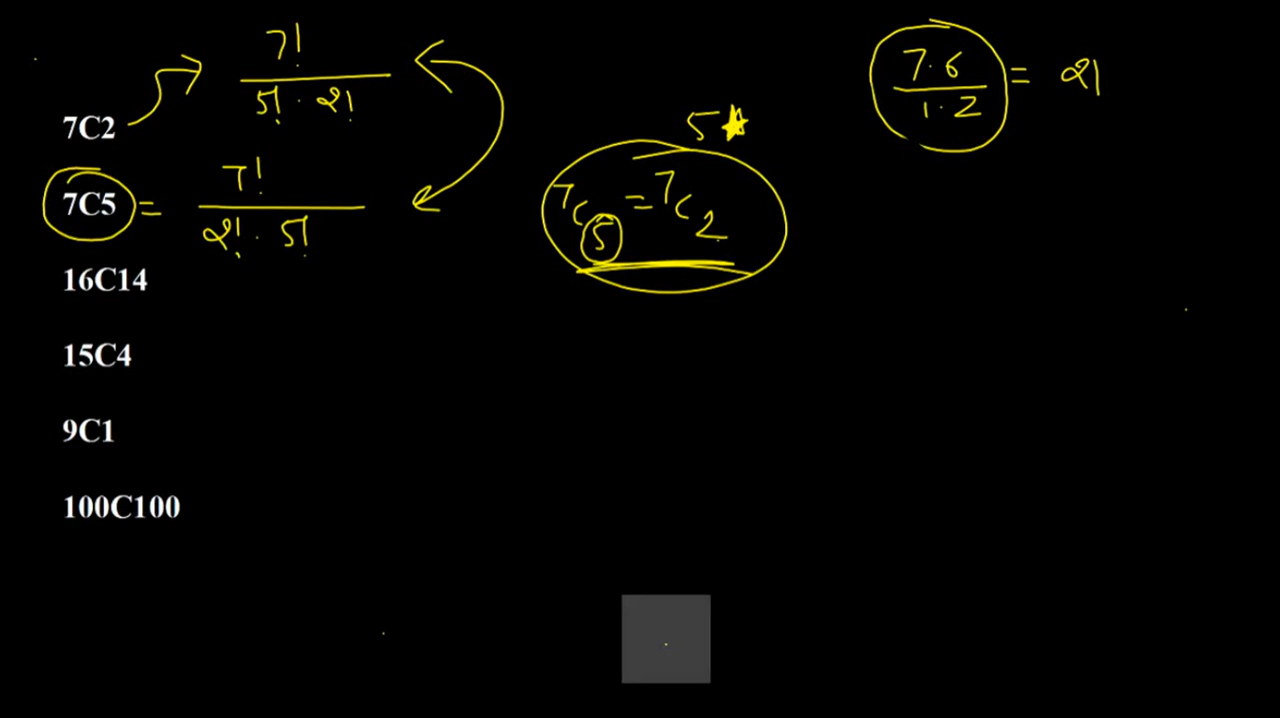 7!
5! · 2!
7C2
7·6
1·2
= 21
5★
7C5 =
7!
2! · 5!
7C5 = 7C2
16C14
15C4
9C1
100C100